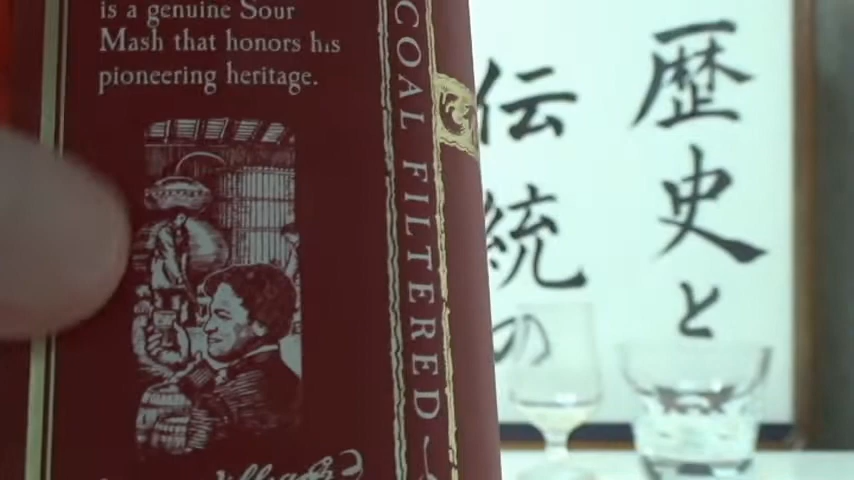 is a genuine Sour
Mash that honors his
pioneering heritage.
COAL FILTERED
歴史と
伝統の